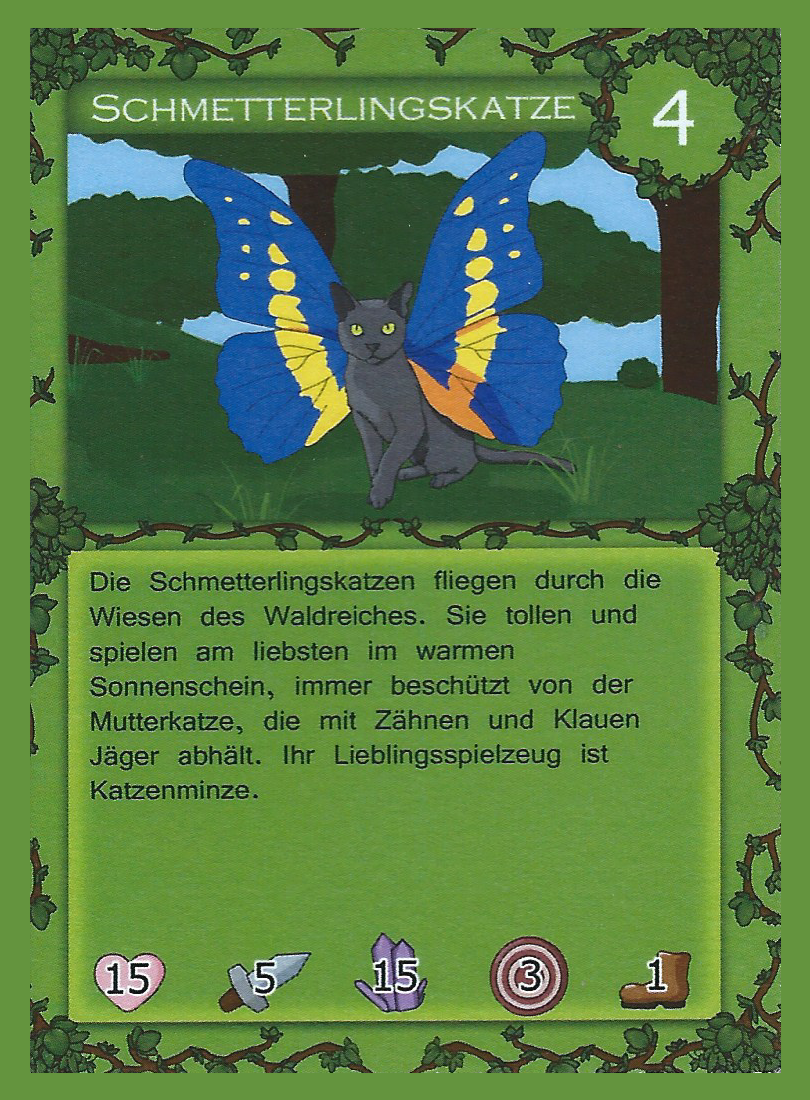 SCHMETTERLINGSKATZE
4
Die Schmetterlingskatzen fliegen durch die
Wiesen des Waldreiches. Sie tollen und
spielen am liebsten im warmen
Sonnenschein, immer beschützt von der
Mutterkatze, die mit Zähnen und Klauen
Jäger abhält. Ihr Lieblingsspielzeug ist
Katzenminze.
15 5 15 3 1